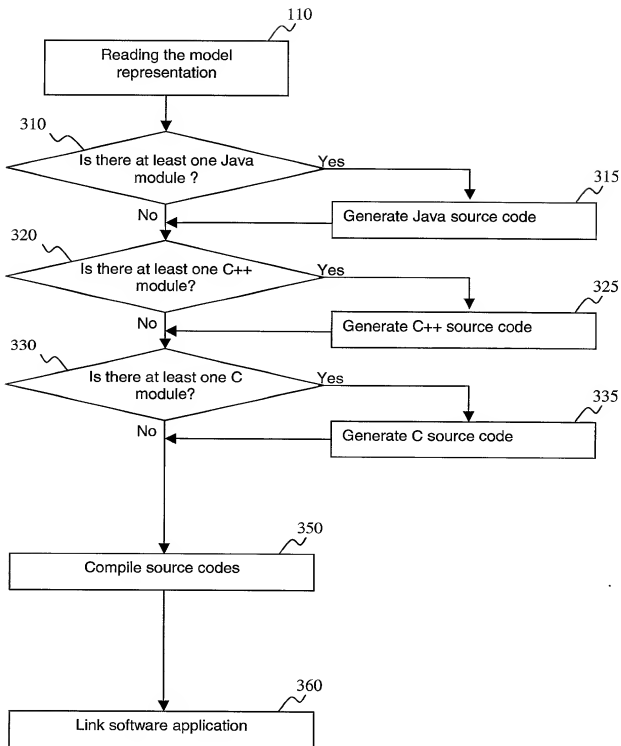 110
Reading the model
representation
310
Is there at least one Java
module ?
Yes
315
Generate Java source code
No
320
Is there at least one C++
module?
Yes
325
Generate C++ source code
No
330
Is there at least one C
module?
Yes
335
Generate C source code
No
350
Compile source codes
360
Link software application